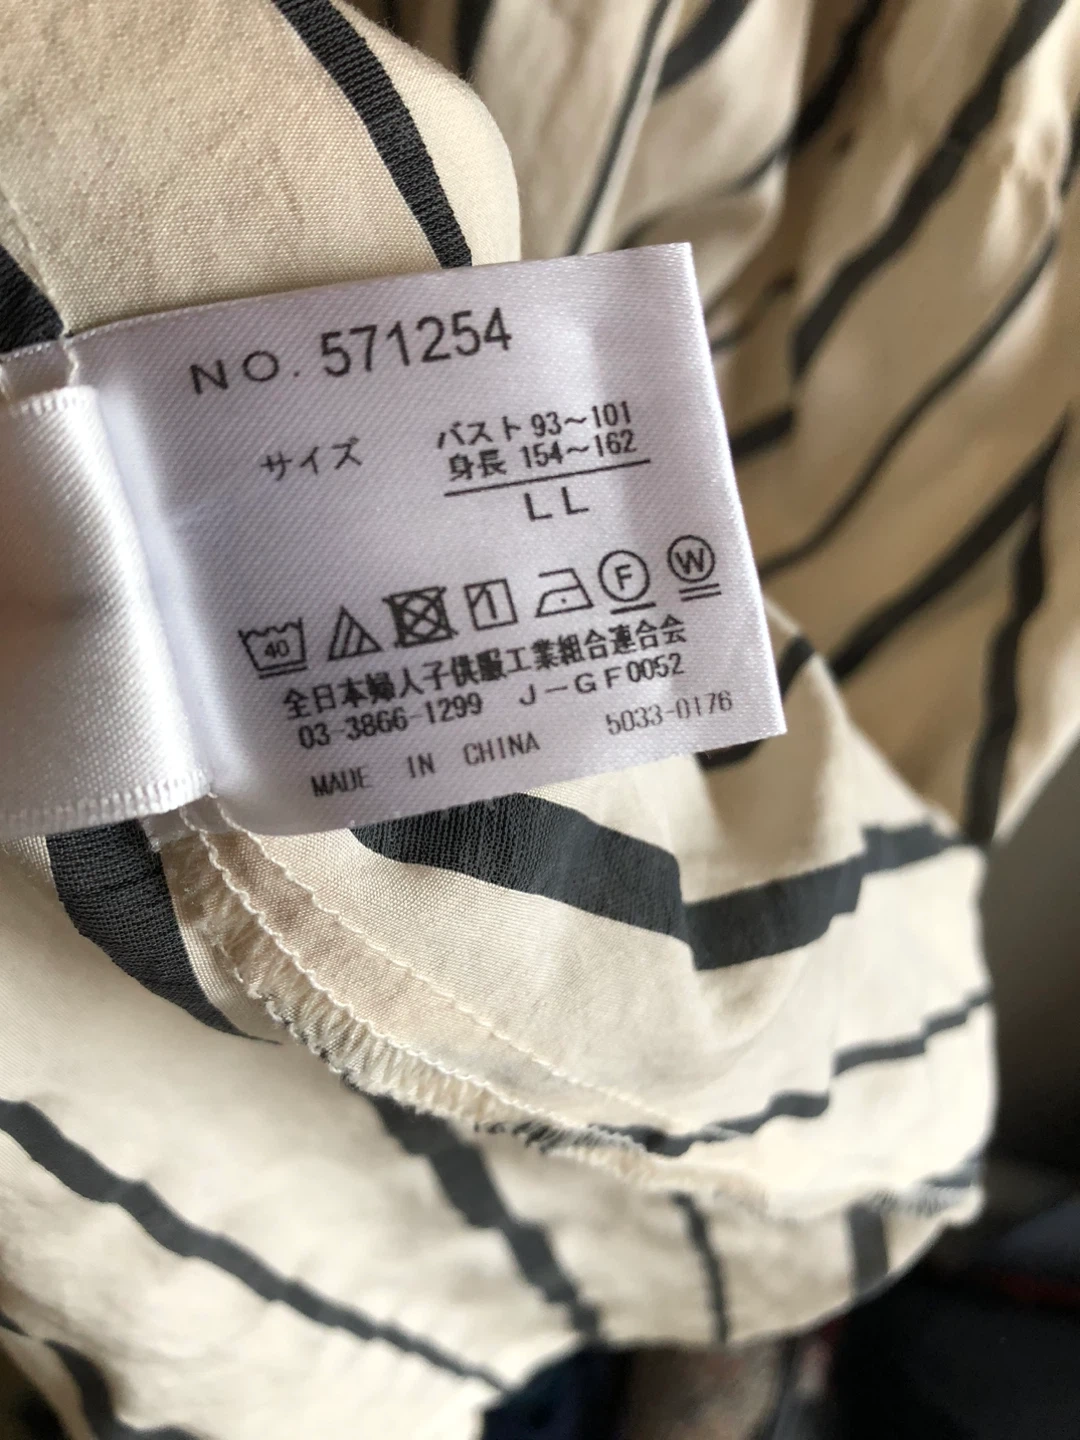 NO. 571254
サイズ
バスト 93〜101
身長 154〜162
LL
40
F
W
全日本婦人子供服工業組合連合会
03-3866-1299 J-GF0052
5033-0176
MADE IN CHINA